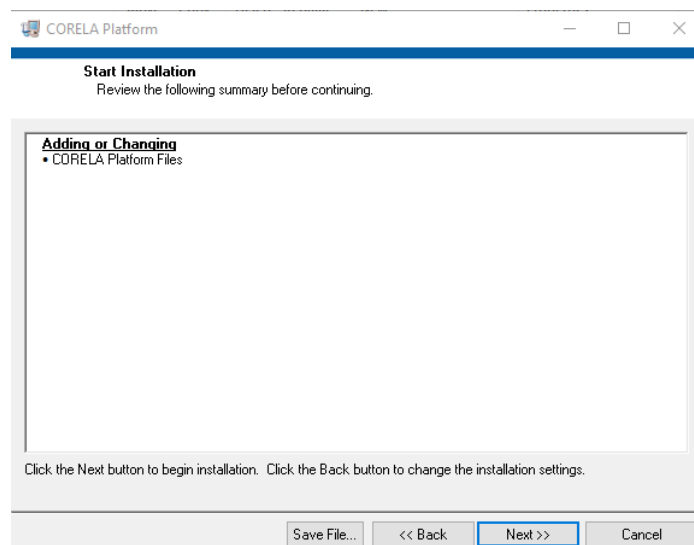 CORELA Platform
Start Installation
Review the following summary before continuing.
Adding or Changing
• CORELA Platform Files
Click the Next button to begin installation.  Click the Back button to change the installation settings.
Save File...
<< Back
Next >>
Cancel